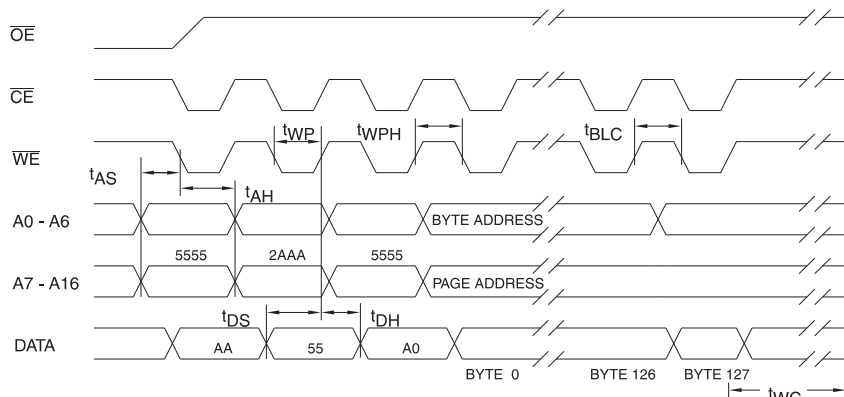 OE
CE
tWP tWPH tBLC
WE
tAS
tAH
A0 - A6 BYTE ADDRESS
5555 2AAA 5555
A7 - A16 PAGE ADDRESS
tDS tDH
DATA AA 55 A0
BYTE 0 BYTE 126 BYTE 127
tWC